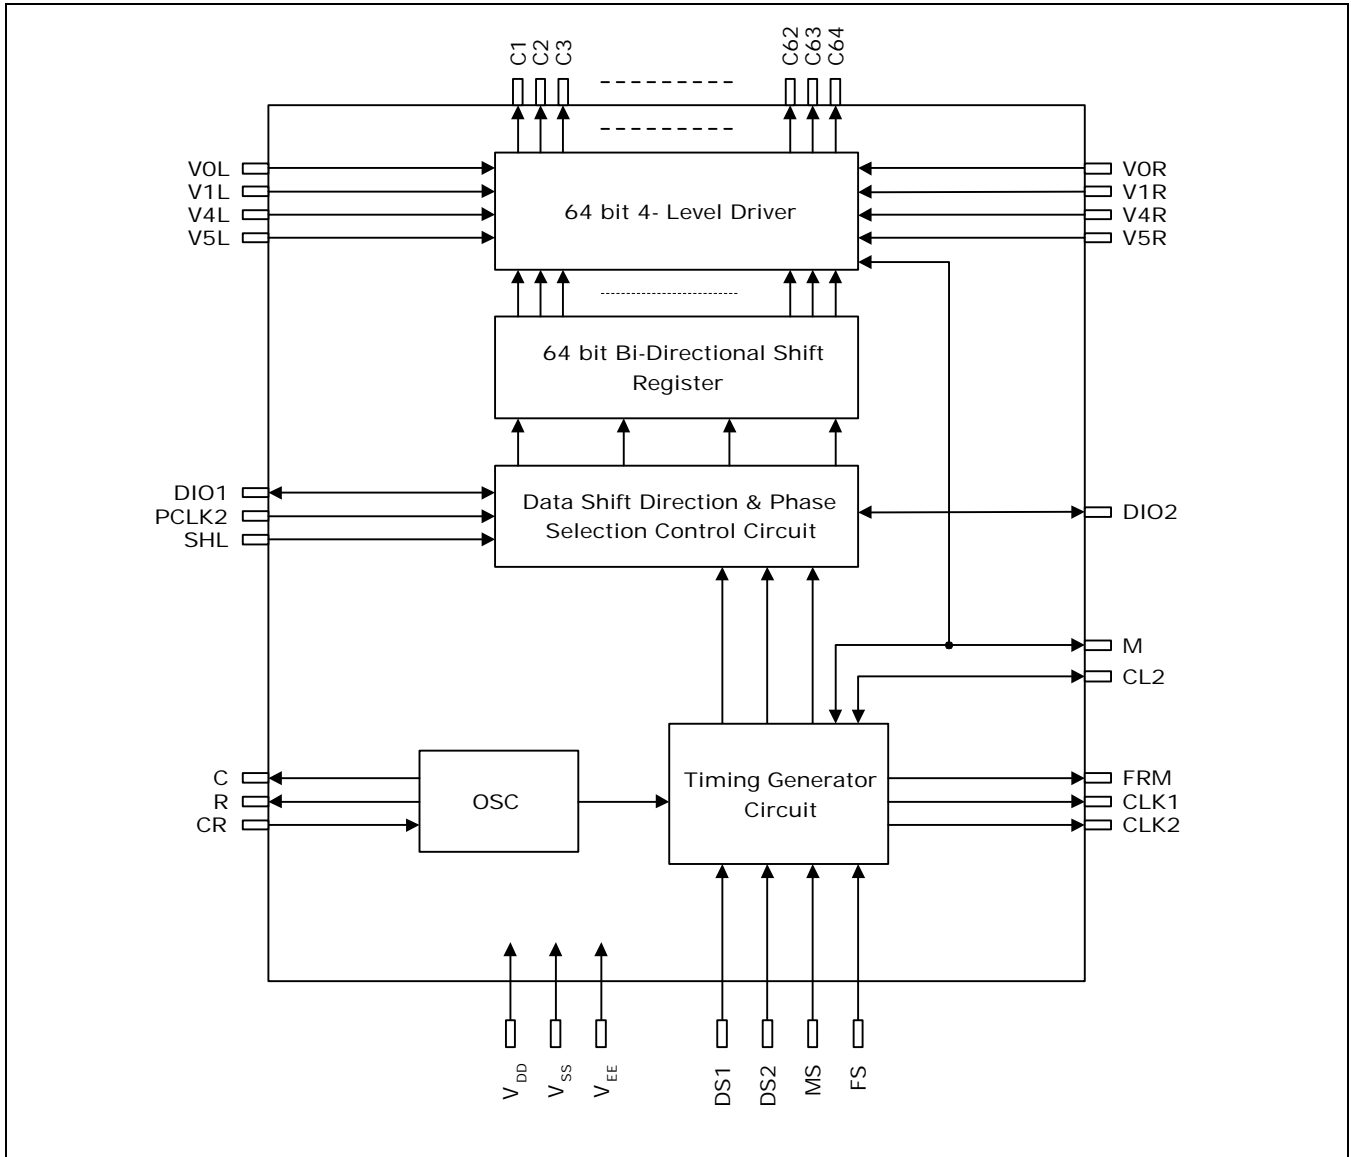 C1
C2
C3
C62
C63
C64
V0L
V1L
V4L
V5L
64 bit 4- Level Driver
V0R
V1R
V4R
V5R
64 bit Bi-Directional Shift
Register
DIO1
PCLK2
SHL
Data Shift Direction & Phase
Selection Control Circuit
DIO2
M
CL2
C
R
CR
OSC
Timing Generator
Circuit
FRM
CLK1
CLK2
VDD
VSS
VEE
DS1
DS2
MS
FS